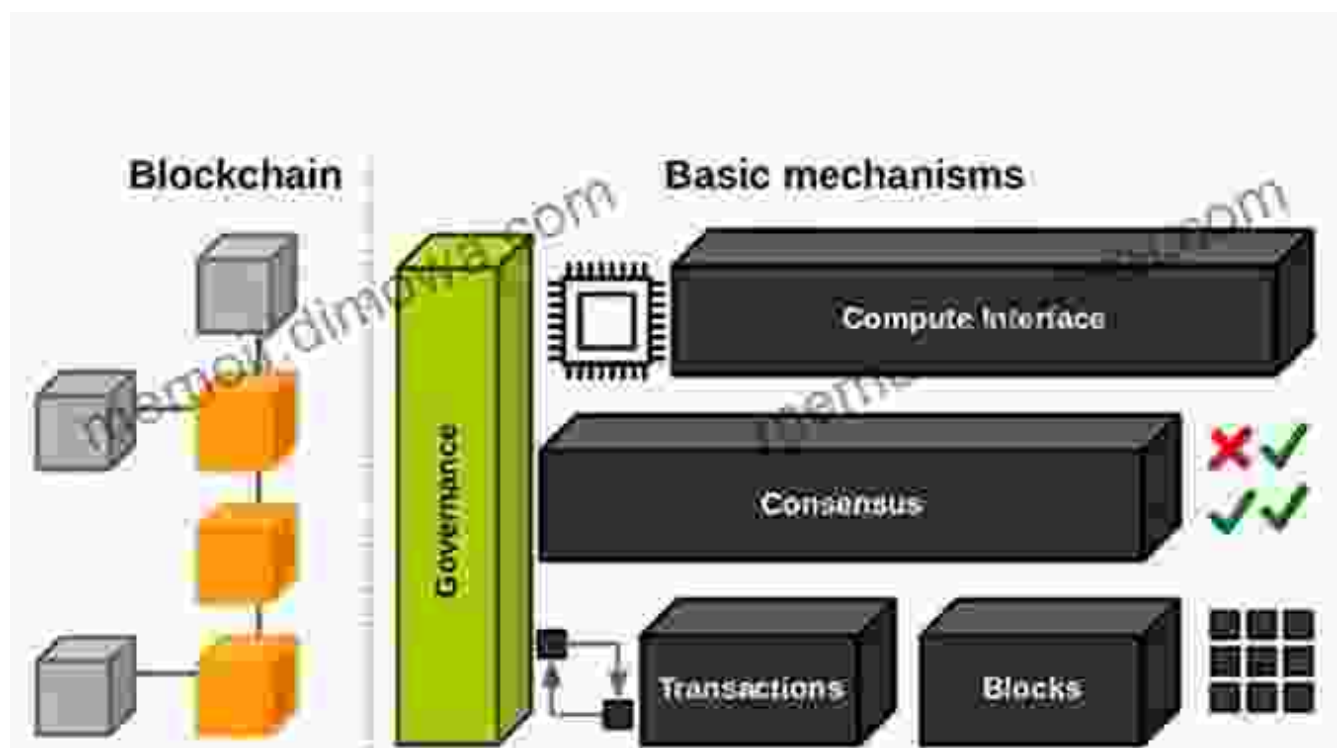 Blockchain
Basic mechanisms
Compute Interface
Governance
Consensus
Transactions
Blocks